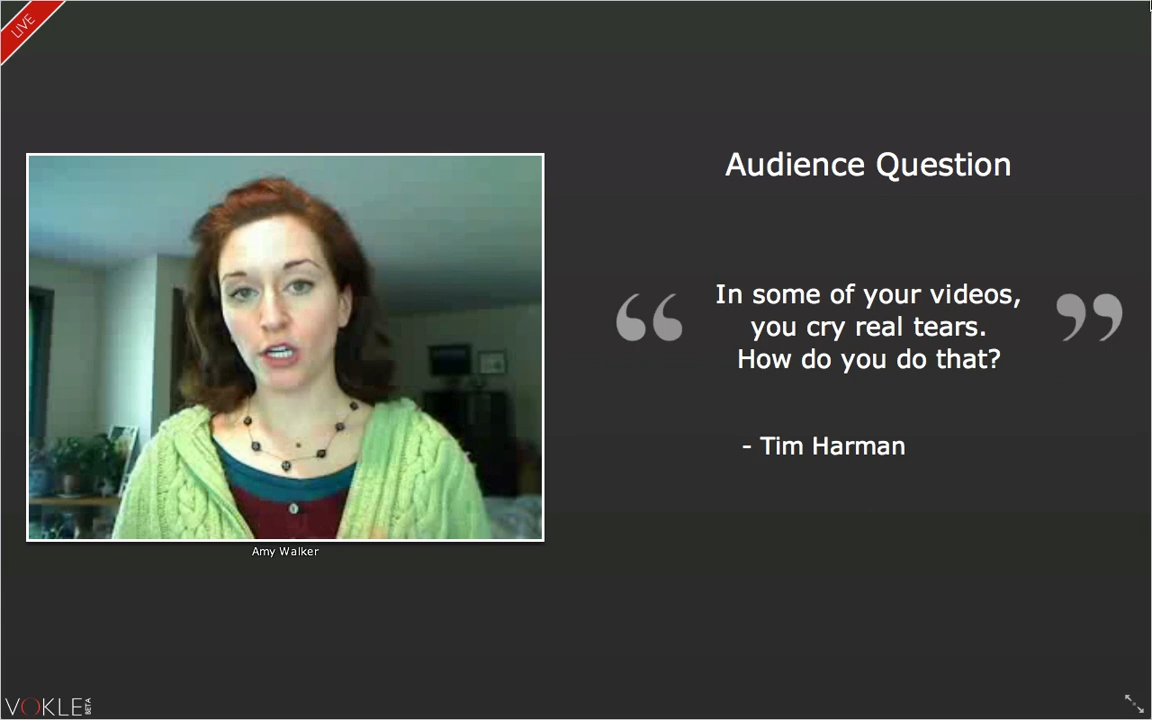 LIVE
Audience Question
“ In some of your videos, ”
you cry real tears.
How do you do that?
- Tim Harman
Amy Walker
VOKLE BETA